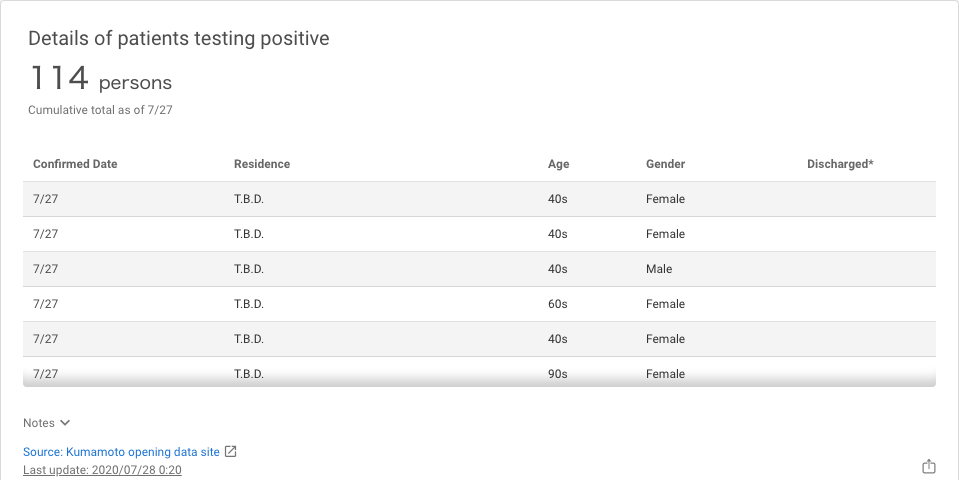 Details of patients testing positive
114 persons
Cumulative total as of 7/27
Confirmed Date Residence Age Gender Discharged*
7/27 T.B.D. 40s Female
7/27 T.B.D. 40s Female
7/27 T.B.D. 40s Male
7/27 T.B.D. 60s Female
7/27 T.B.D. 40s Female
7/27 T.B.D. 90s Female
Notes
Source: Kumamoto opening data site
Last update: 2020/07/28 0:20